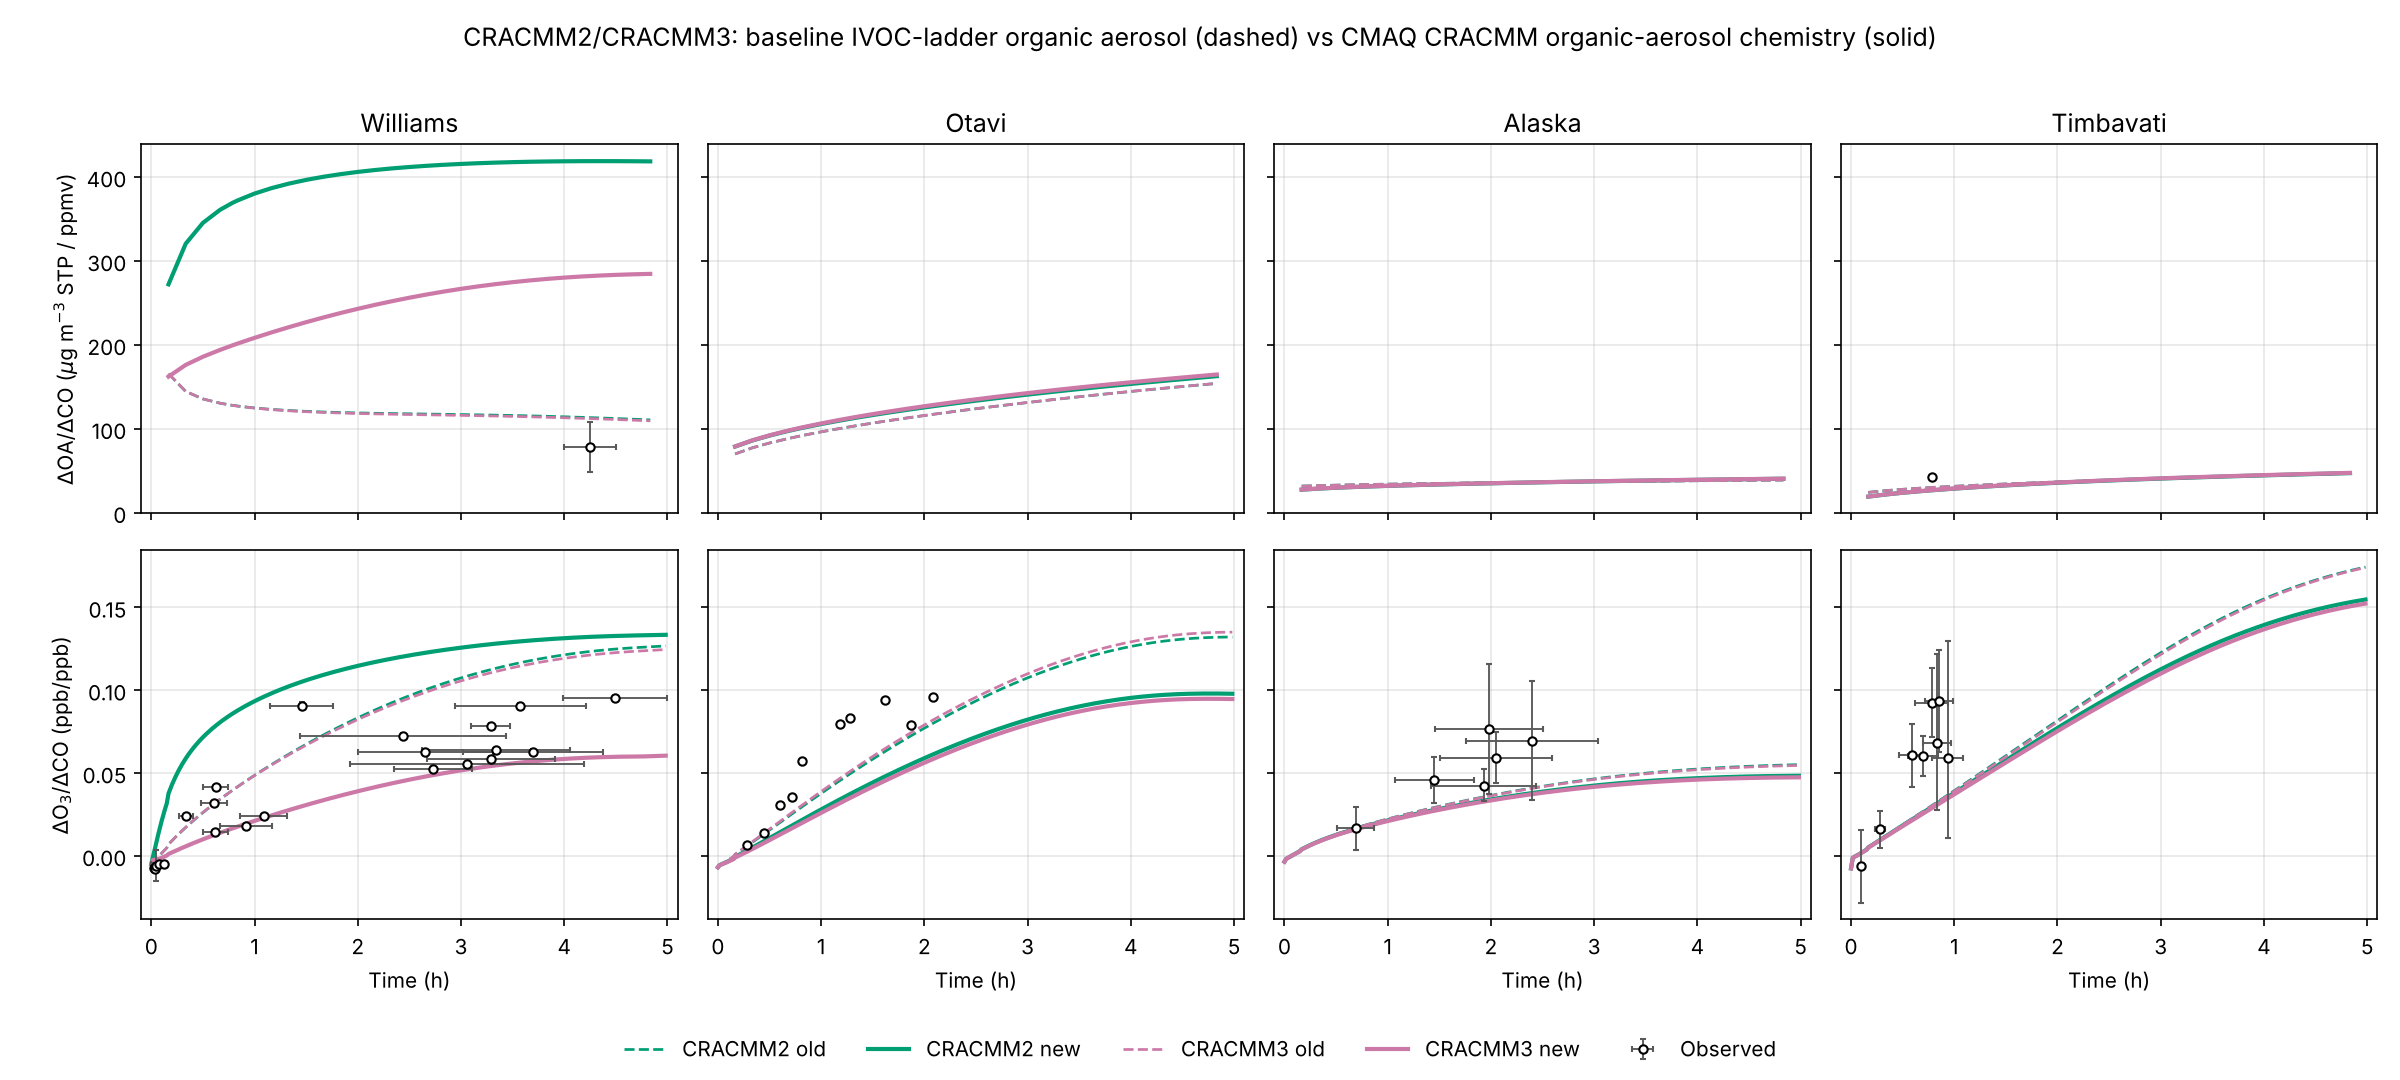 CRACMM2/CRACMM3: baseline IVOC-ladder organic aerosol (dashed) vs CMAQ CRACMM organic-aerosol chemistry (solid)
Williams
Otavi
Alaska
Timbavati
ΔOA/ΔCO (μg m⁻³ STP / ppmv)
400
300
200
100
0
ΔO₃/ΔCO (ppb/ppb)
0.15
0.10
0.05
0.00
0 1 2 3 4 5
0 1 2 3 4 5
0 1 2 3 4 5
0 1 2 3 4 5
Time (h)
Time (h)
Time (h)
Time (h)
CRACMM2 old
CRACMM2 new
CRACMM3 old
CRACMM3 new
Observed